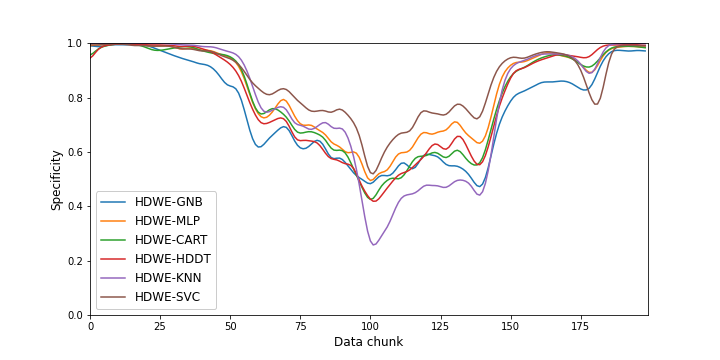 1.0
0.8
0.6
0.4
0.2
0.0
Specificity
HDWE-GNB
HDWE-MLP
HDWE-CART
HDWE-HDDT
HDWE-KNN
HDWE-SVC
0 25 50 75 100 125 150 175
Data chunk